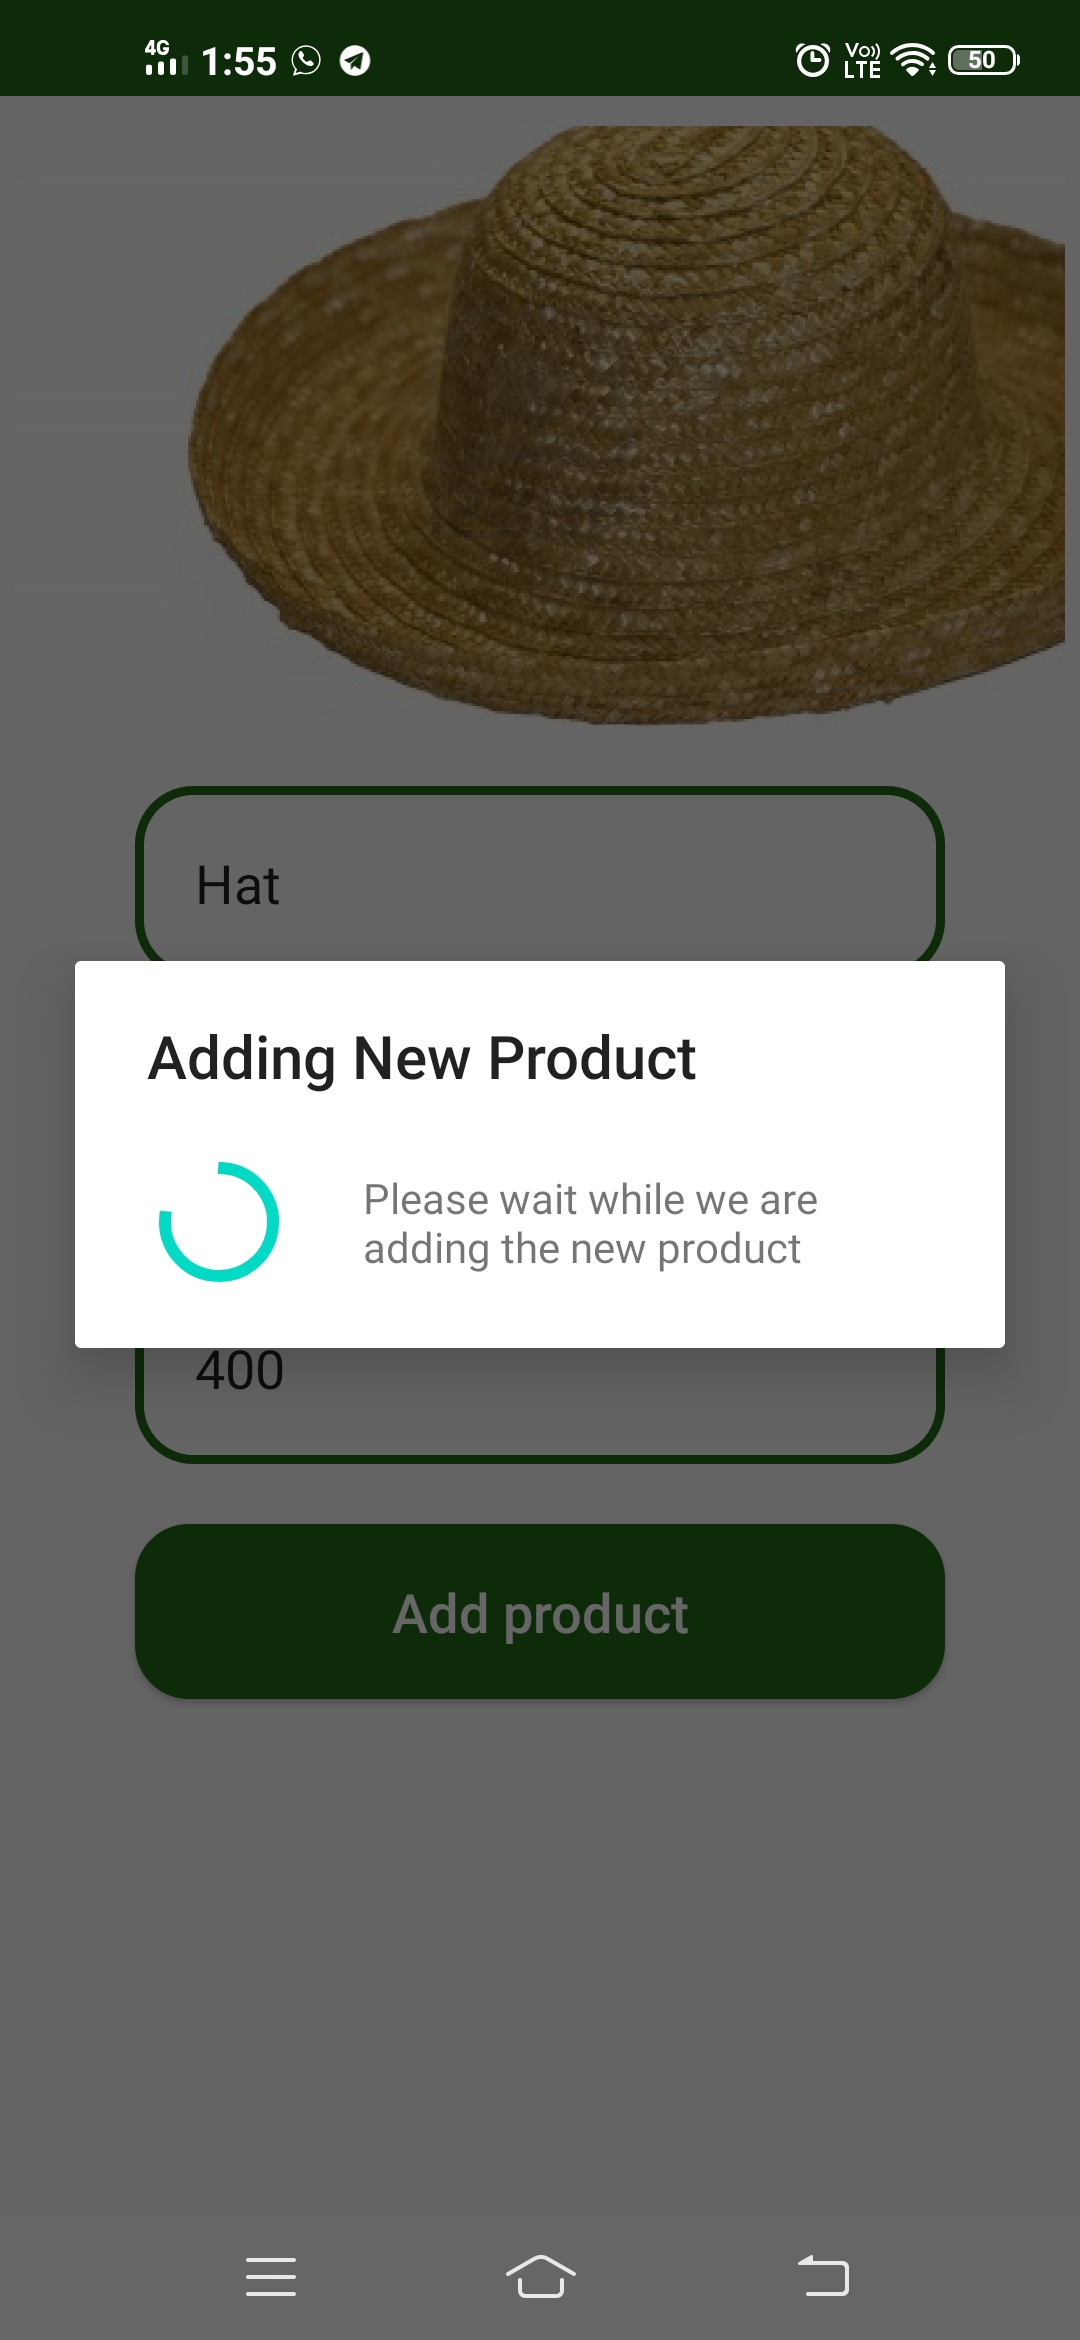 4G
1:55
Vo))
LTE
50
Hat
Adding New Product
Please wait while we are
adding the new product
400
Add product